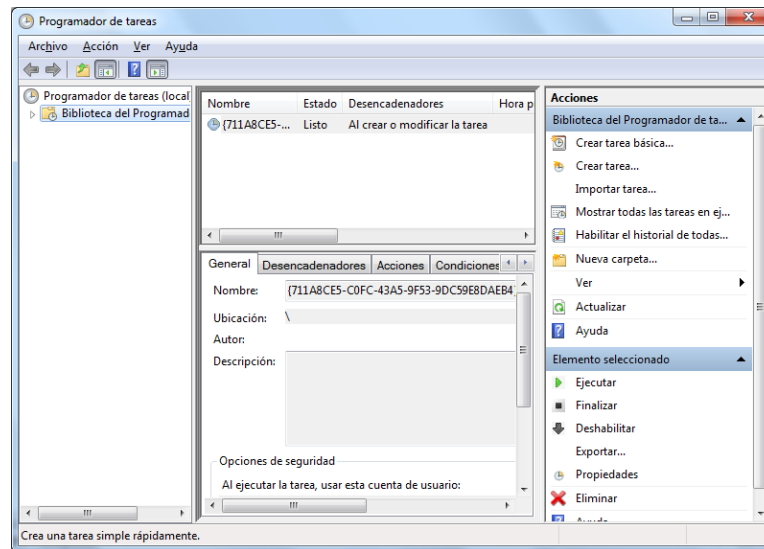 Programador de tareas
Archivo Acción Ver Ayuda
Programador de tareas (local
Biblioteca del Programad
Nombre Estado Desencadenadores Hora p
{711A8CE5-... Listo Al crear o modificar la tarea
General Desencadenadores Acciones Condiciones
Nombre: {711A8CE5-C0FC-43A5-9F53-9DC59E8DAEB4}
Ubicación: \
Autor:
Descripción:
Opciones de seguridad
Al ejecutar la tarea, usar esta cuenta de usuario:
Acciones
Biblioteca del Programador de ta...
Crear tarea básica...
Crear tarea...
Importar tarea...
Mostrar todas las tareas en ej...
Habilitar el historial de todas...
Nueva carpeta...
Ver
Actualizar
Ayuda
Elemento seleccionado
Ejecutar
Finalizar
Deshabilitar
Exportar...
Propiedades
Eliminar
Ayuda
Crea una tarea simple rápidamente.